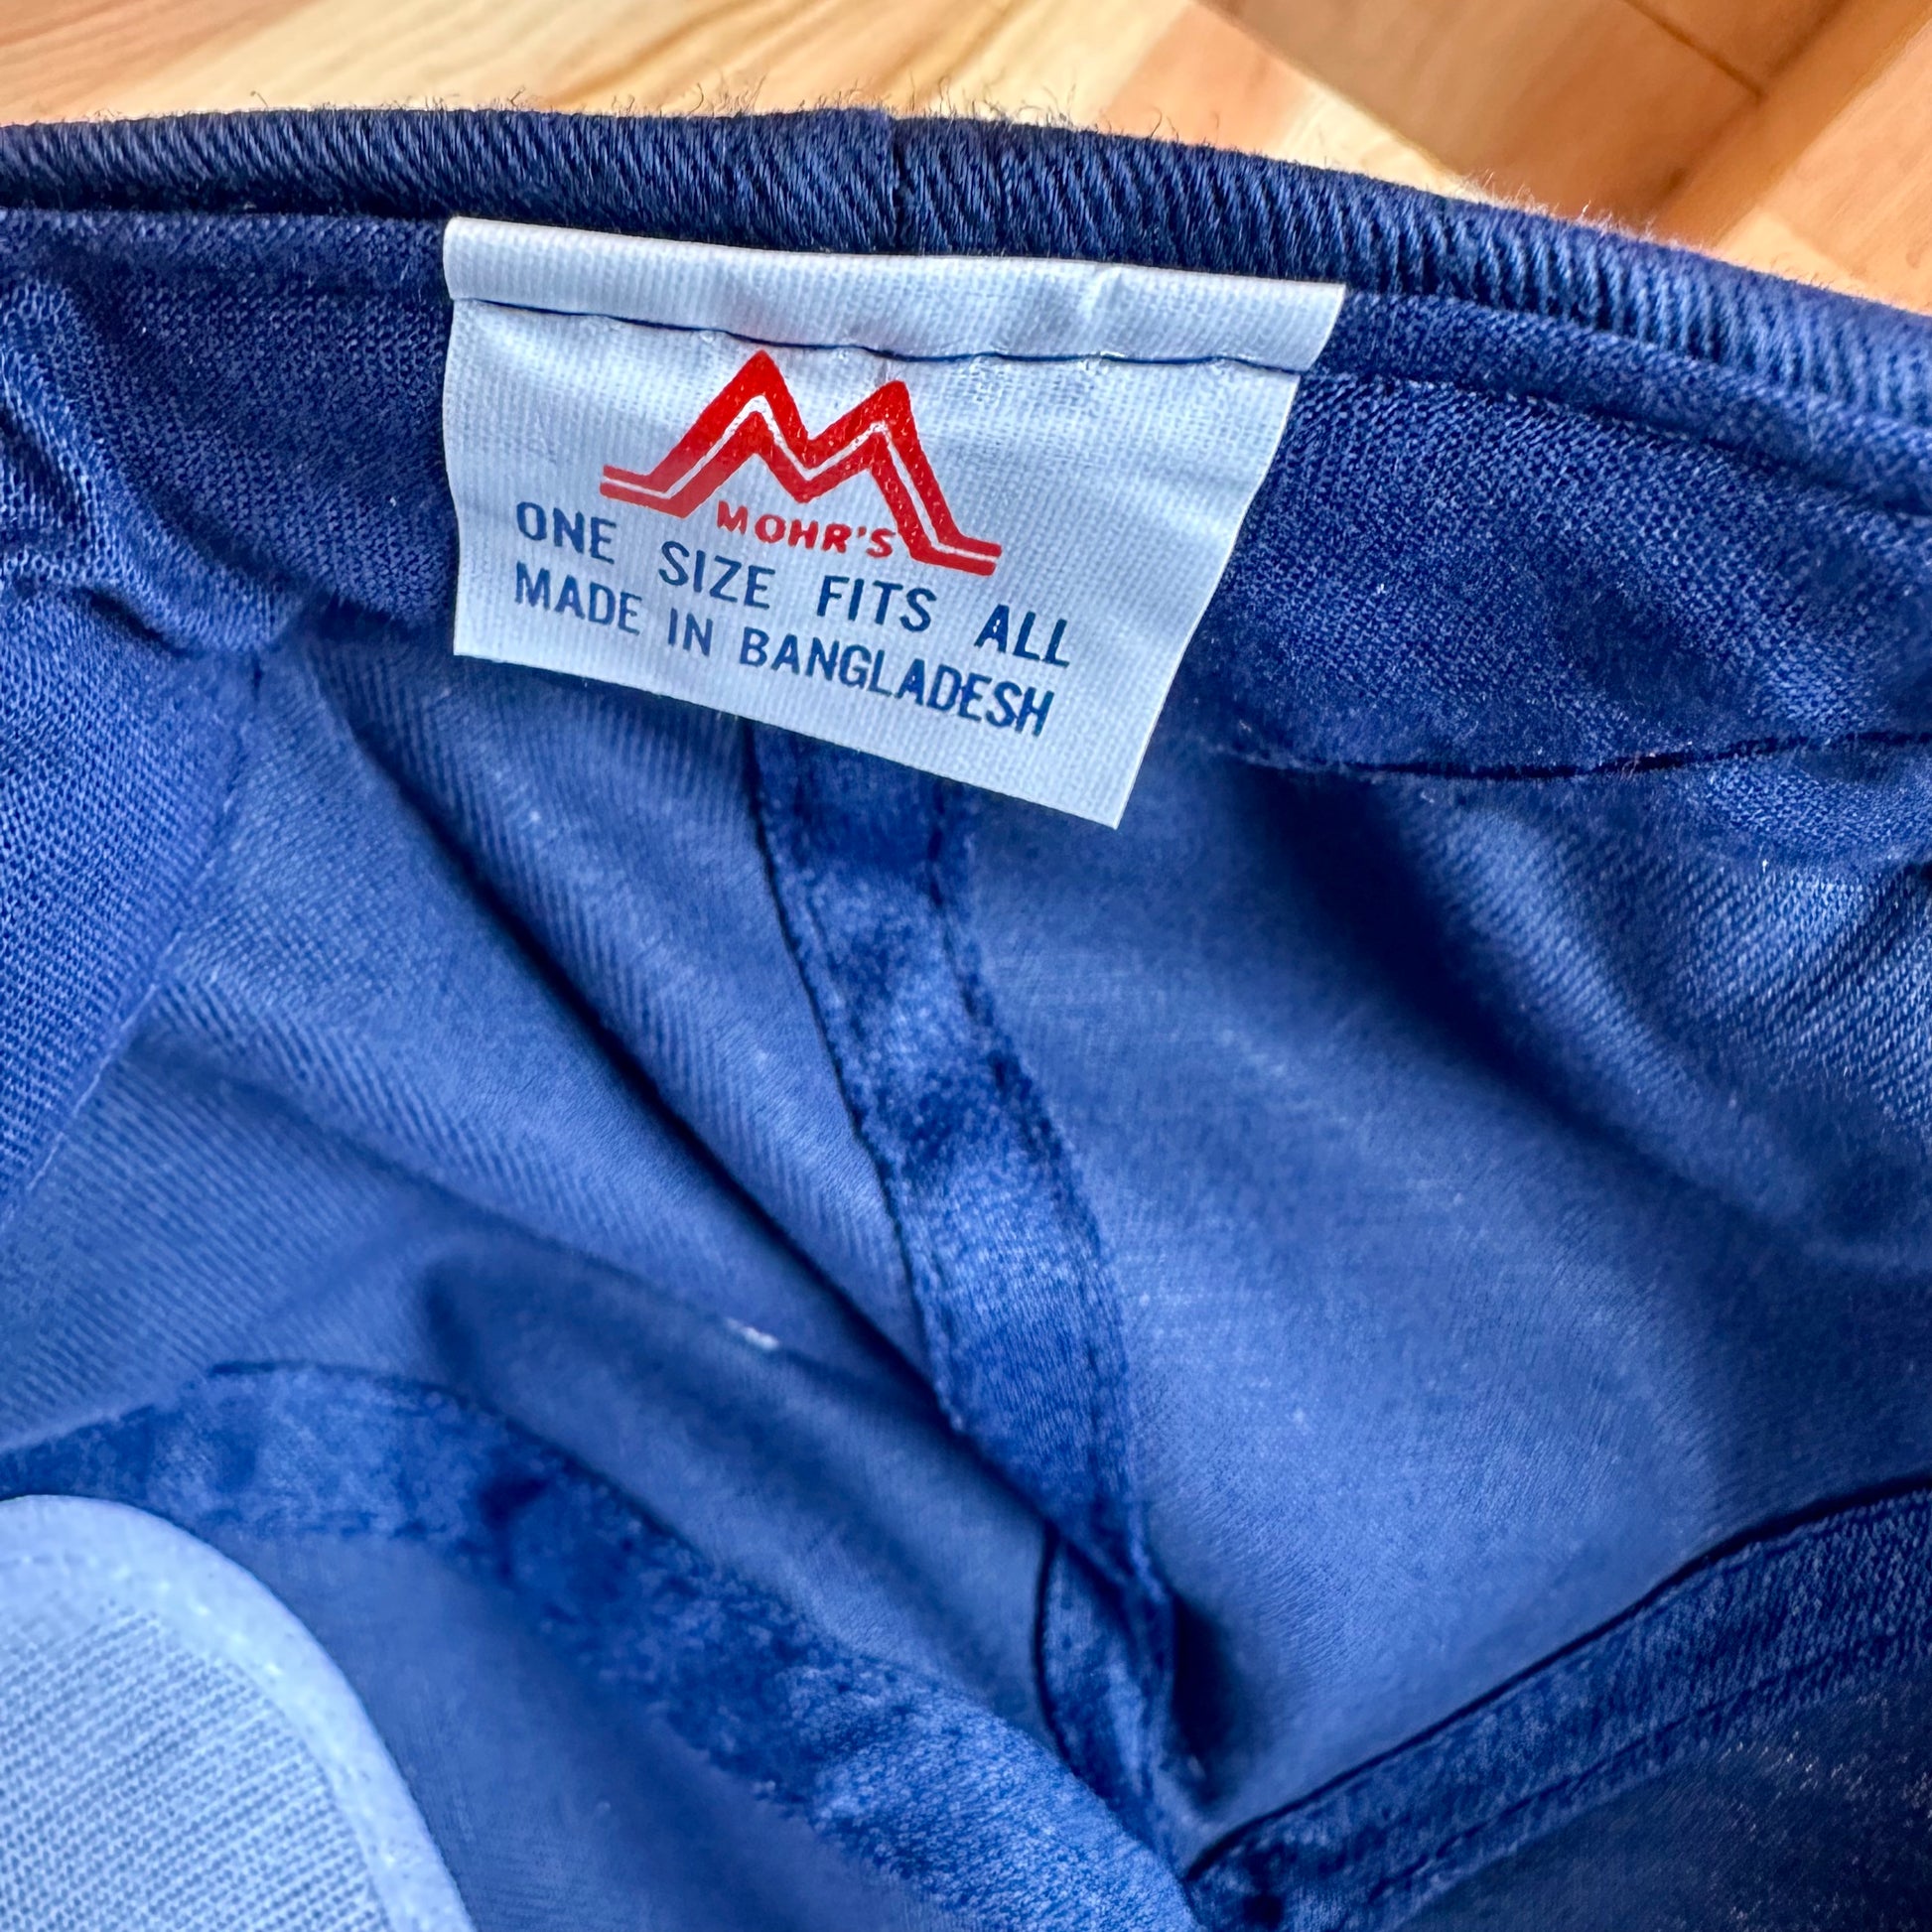 MOHR'S
ONE SIZE FITS ALL
MADE IN BANGLADESH